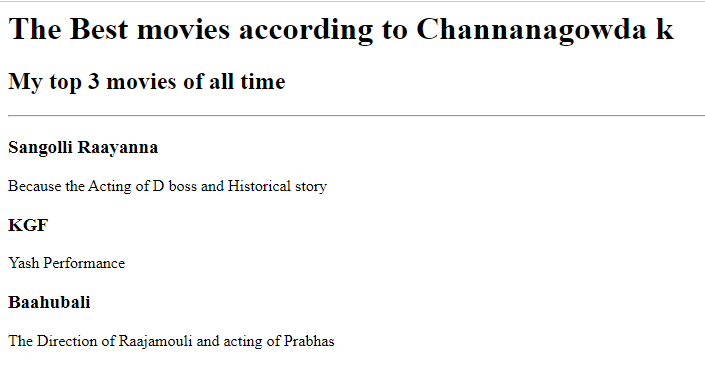 The Best movies according to Channanagowda k
My top 3 movies of all time
Sangolli Raayanna
Because the Acting of D boss and Historical story
KGF
Yash Performance
Baahubali
The Direction of Raajamouli and acting of Prabhas